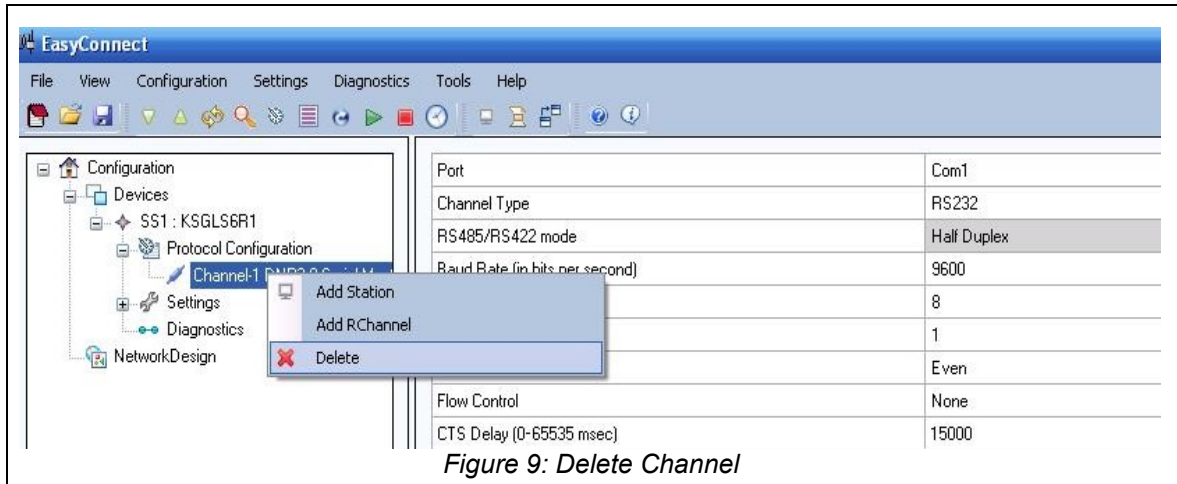 EasyConnect
File View Configuration Settings Diagnostics Tools Help
Configuration
Devices
SS1 : KSGLS6R1
Protocol Configuration
Channel-1
Settings
Diagnostics
NetworkDesign
Add Station
Add RChannel
Delete
Port Com1
Channel Type RS232
RS485/RS422 mode Half Duplex
Baud Rate (in bits per second) 9600
8
1
Even
Flow Control None
CTS Delay (0-65535 msec) 15000
Figure 9: Delete Channel